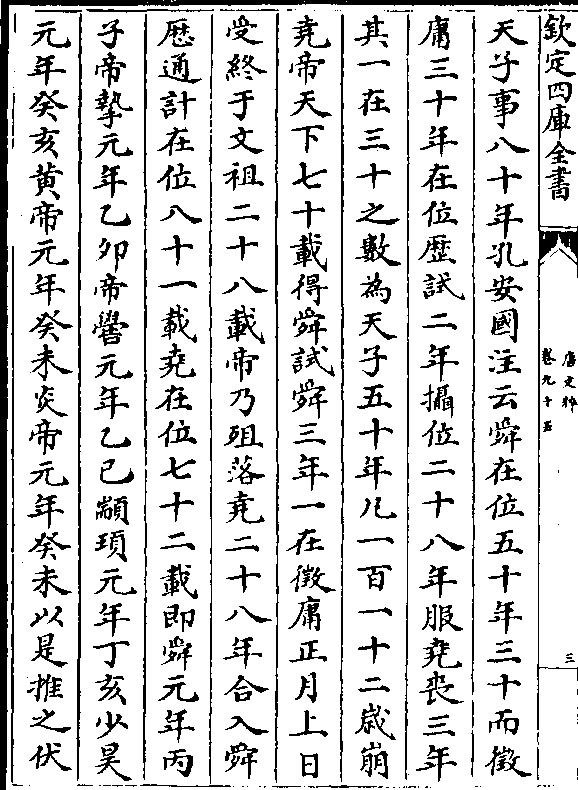 欽定四庫全書
唐文粹
卷九十五
三
天子事八十年孔安國注云舜在位五十年三十而徵
庸三十年在位歷試二年攝位二十八年服堯喪三年
其一在三十之數為天子五十年凡一百一十二歲崩
堯帝天下七十載得舜試舜三年一在徵庸正月上日
受終于文祖二十八載帝乃殂落堯二十八年合入舜
歷通計在位八十一載堯在位七十二載即舜元年丙
子帝摯元年乙卯帝嚳元年乙巳顓頊元年丁亥少昊
元年癸亥黃帝元年癸未炎帝元年癸未以是推之伏